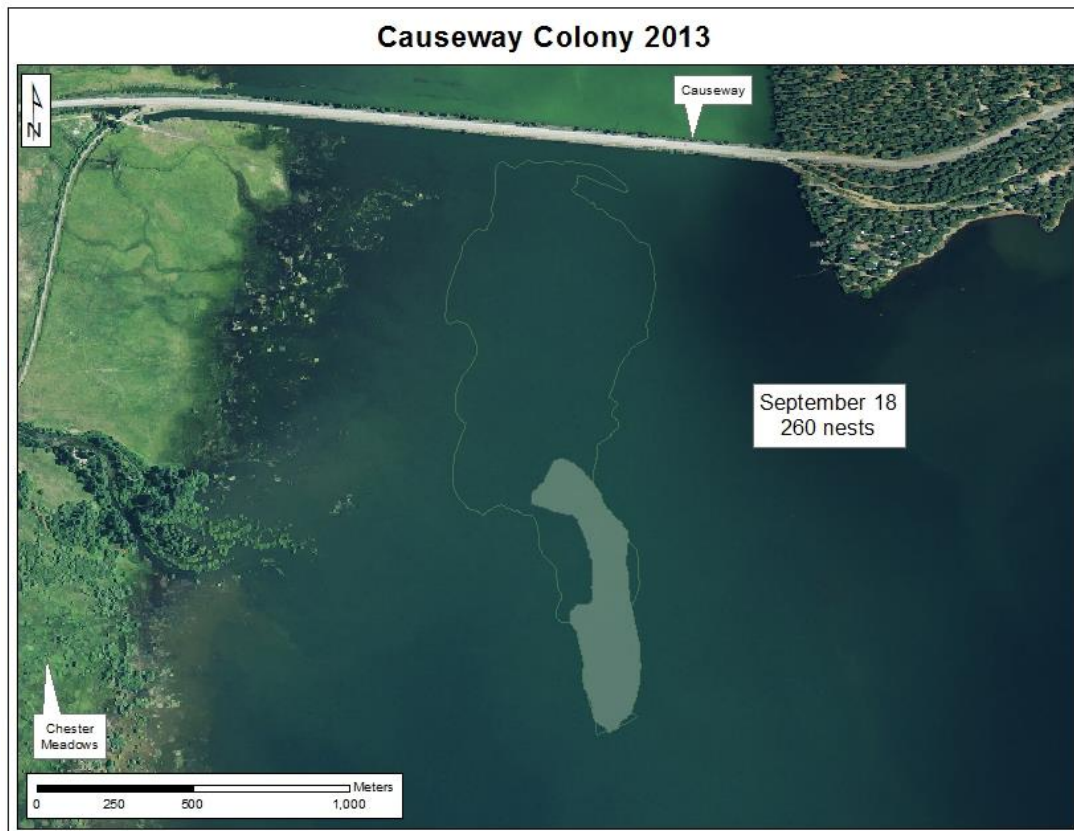 Causeway Colony 2013
N
Causeway
September 18
260 nests
Chester
Meadows
Meters
0 250 500 1,000